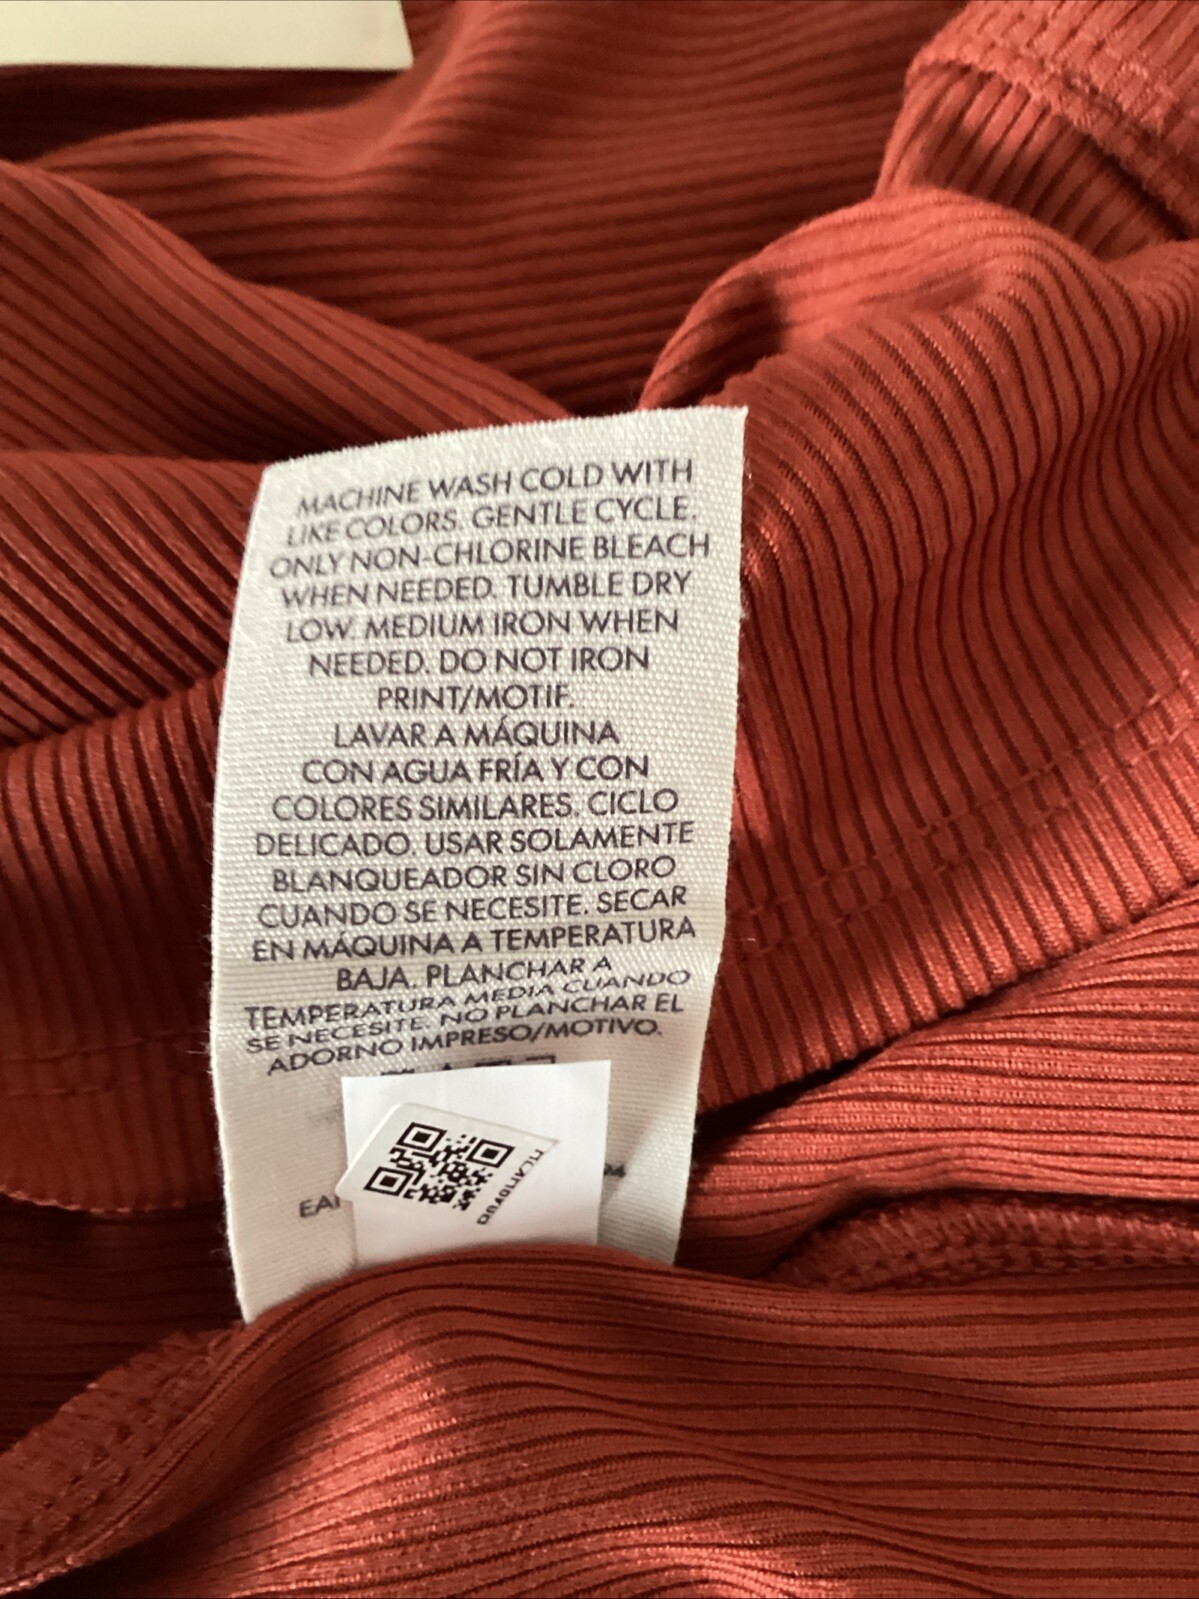 MACHINE WASH COLD WITH
LIKE COLORS. GENTLE CYCLE.
ONLY NON-CHLORINE BLEACH
WHEN NEEDED. TUMBLE DRY
LOW. MEDIUM IRON WHEN
NEEDED. DO NOT IRON
PRINT/MOTIF.
LAVAR A MÁQUINA
CON AGUA FRÍA Y CON
COLORES SIMILARES. CICLO
DELICADO. USAR SOLAMENTE
BLANQUEADOR SIN CLORO
CUANDO SE NECESITE. SECAR
EN MÁQUINA A TEMPERATURA
BAJA. PLANCHAR A
TEMPERATURA MEDIA CUANDO
SE NECESITE. NO PLANCHAR EL
ADORNO IMPRESO/MOTIVO.